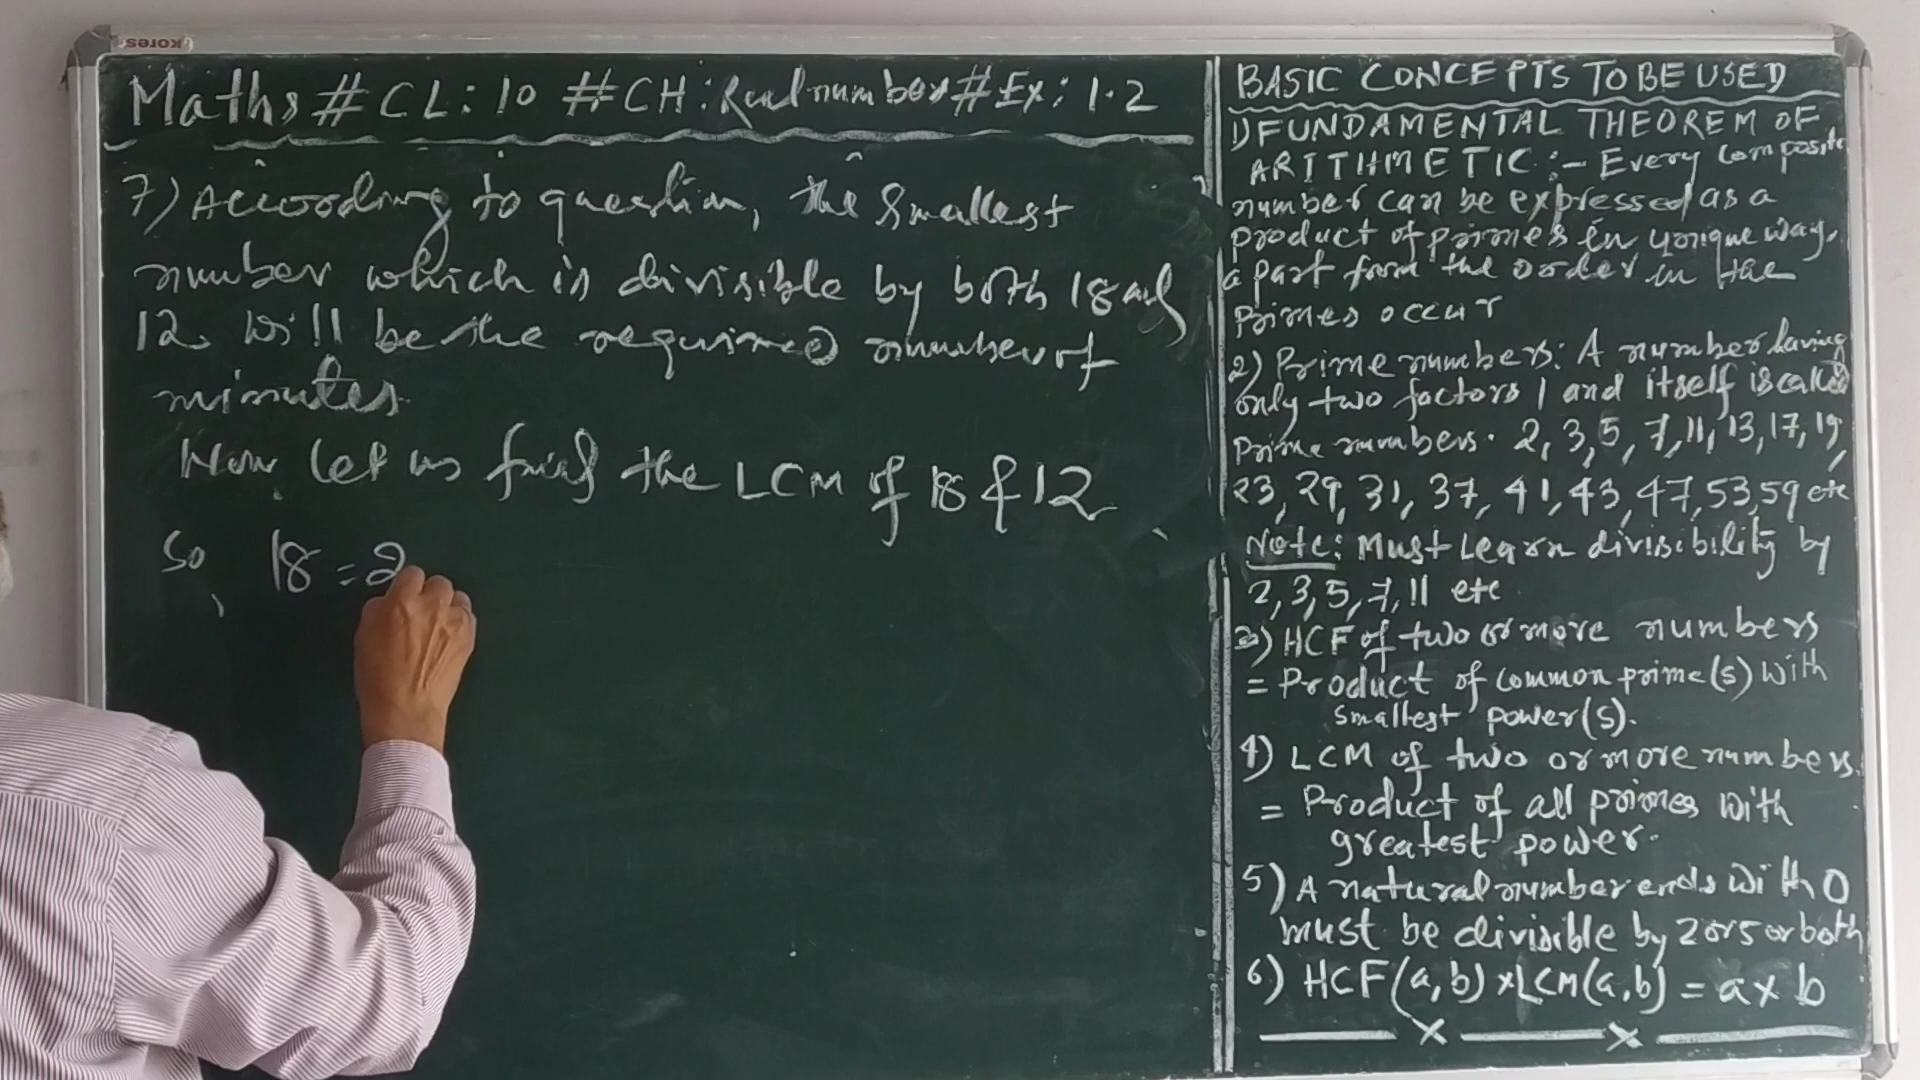 kores
Maths # CL: 10 # CH: Real numbers # Ex: 1.2
7) According to question, the smallest
number which is divisible by both 18 and
12 will be the required number of
minutes
Now let us find the LCM of 18 & 12
So, 18 = 2
BASIC CONCEPTS TO BE USED
1) FUNDAMENTAL THEOREM OF
ARITHMETIC :- Every composite
number can be expressed as a
product of primes in unique way,
a part from the order in the
primes occur
2) Prime numbers: A number having
only two factors 1 and itself is called
Prime numbers. 2, 3, 5, 7, 11, 13, 17, 19,
23, 29, 31, 37, 41, 43, 47, 53, 59 etc
Note: Must Learn divisibility by
2, 3, 5, 7, 11 etc
3) HCF of two or more numbers
= Product of common prime(s) with
smallest power(s).
4) LCM of two or more numbers.
= Product of all primes with
greatest power.
5) A natural number ends with 0
must be divisible by 2 or 5 or both
6) HCF(a,b) × LCM(a,b) = a × b